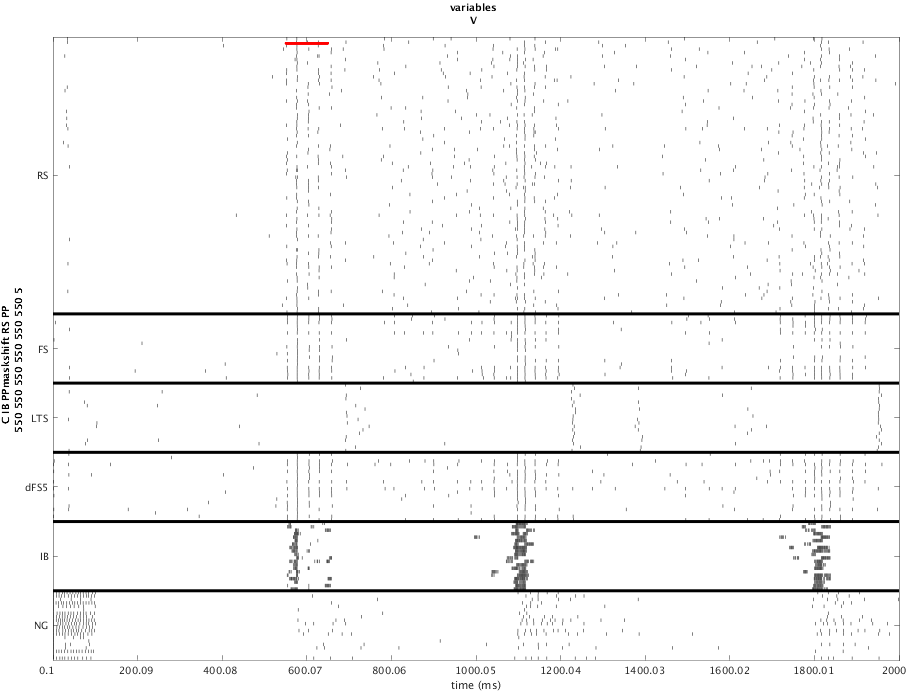 variables
V
C IB PPmaskshift RS PP
550 550 550 550 550 550 550 5
RS
FS
LTS
dFS5
IB
NG
0.1 200.09 400.08 600.07 800.06 1000.05 1200.04 1400.03 1600.02 1800.01 2000
time (ms)